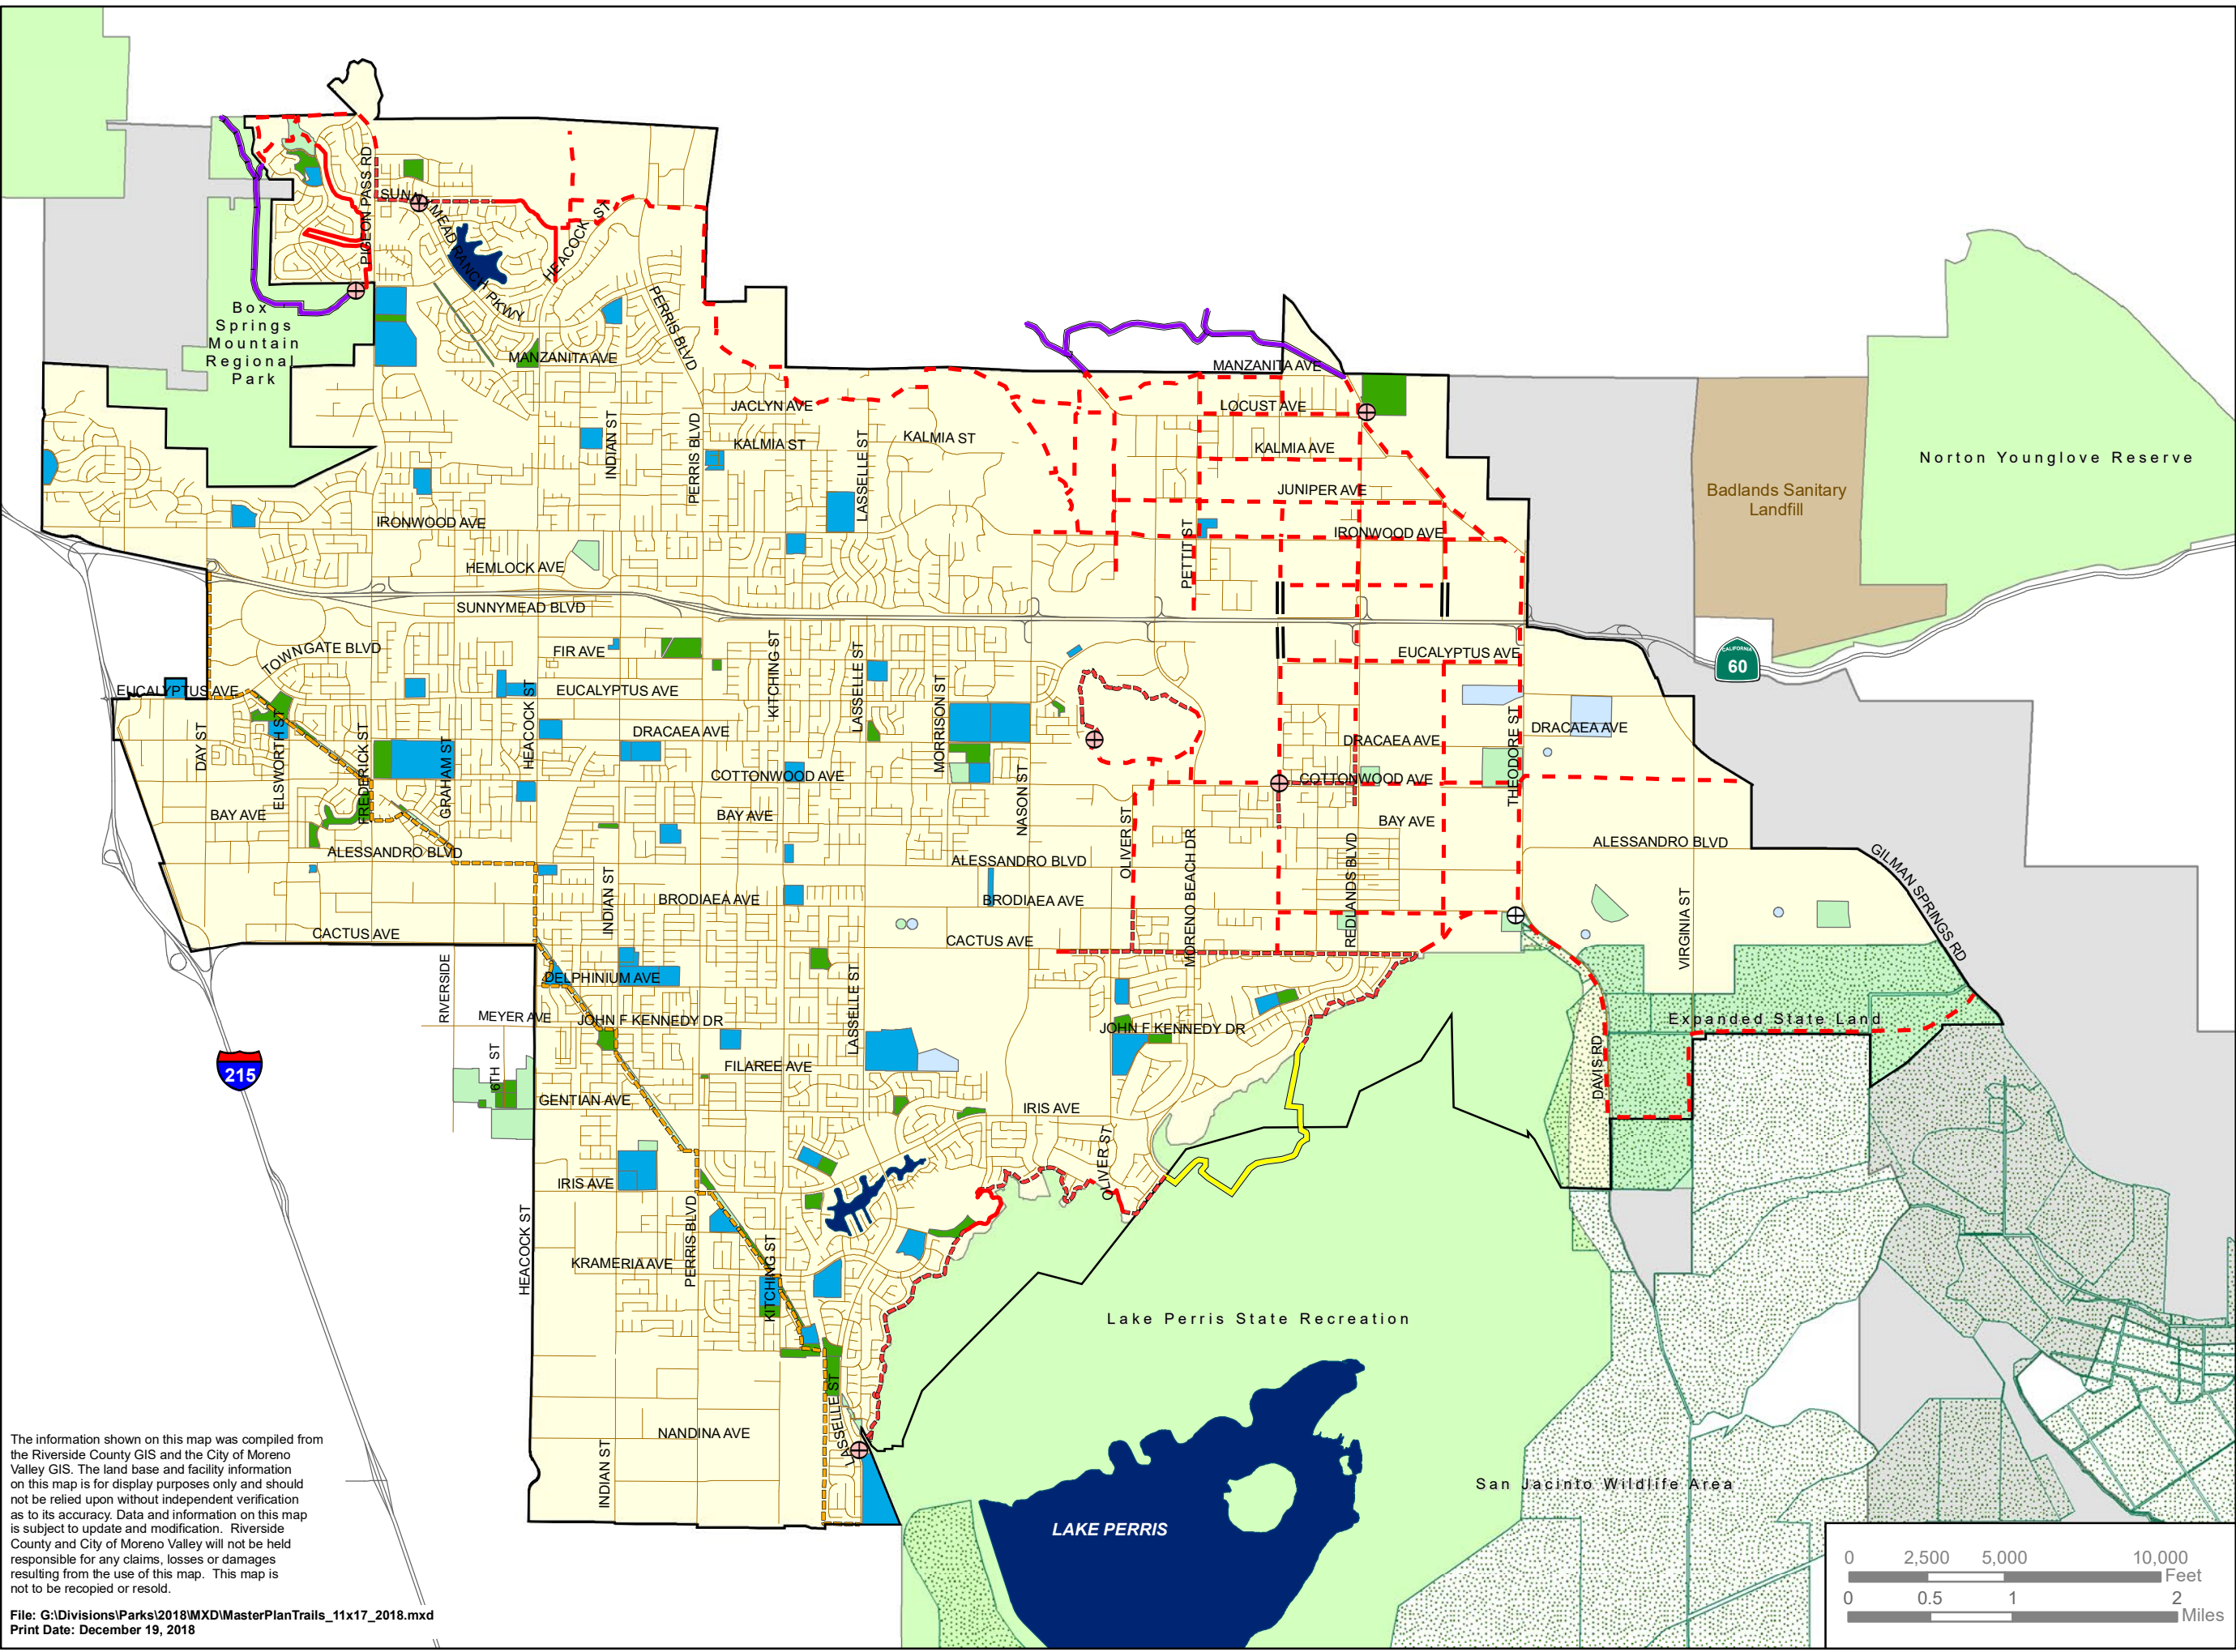 PIGEON PASS RD
SUNNYMEAD RANCH PKWY
HEACOCK ST
PERRIS BLVD
Box
Springs
Mountain
Regional
Park
MANZANITA AVE
MANZANITA AVE
JACLYN AVE
LOCUST AVE
INDIAN ST
PERRIS BLVD
KALMIA ST
LASSELLE ST
KALMIA ST
KALMIA AVE
Norton Younglove Reserve
JUNIPER AVE
Badlands Sanitary
Landfill
IRONWOOD AVE
IRONWOOD AVE
PETTIT ST
HEMLOCK AVE
SUNNYMEAD BLVD
TOWNGATE BLVD
FIR AVE
KITCHING ST
LASSELLE ST
EUCALYPTUS AVE
CALIFORNIA
60
EUCALYPTUS AVE
EUCALYPTUS AVE
MORRISON ST
DAY ST
ELSWORTH ST
FREDERICK ST
GRAHAM ST
HEACOCK ST
DRACAEA AVE
DRACAEA AVE
DRACAEA AVE
THEODORE ST
COTTONWOOD AVE
COTTONWOOD AVE
NASON ST
BAY AVE
BAY AVE
BAY AVE
OLIVER ST
MORENO BEACH DR
REDLANDS BLVD
ALESSANDRO BLVD
ALESSANDRO BLVD
ALESSANDRO BLVD
GILMAN SPRINGS RD
INDIAN ST
BRODIAEA AVE
BRODIAEA AVE
VIRGINIA ST
CACTUS AVE
CACTUS AVE
RIVERSIDE
DELPHINIUM AVE
LASSELLE ST
MEYER AVE
JOHN F KENNEDY DR
JOHN F KENNEDY DR
Expanded State Land
DAVIS RD
215
6TH ST
FILAREE AVE
GENTIAN AVE
IRIS AVE
OLIVER ST
IRIS AVE
HEACOCK ST
PERRIS BLVD
KITCHING ST
KRAMERIA AVE
Lake Perris State Recreation
LASSELLE ST
NANDINA AVE
INDIAN ST
San Jacinto Wildlife Area
LAKE PERRIS
The information shown on this map was compiled from
the Riverside County GIS and the City of Moreno
Valley GIS. The land base and facility information
on this map is for display purposes only and should
not be relied upon without independent verification
as to its accuracy. Data and information on this map
is subject to update and modification.  Riverside
County and City of Moreno Valley will not be held
responsible for any claims, losses or damages
resulting from the use of this map.  This map is
not to be recopied or resold.
File: G:\Divisions\Parks\2018\MXD\MasterPlanTrails_11x17_2018.mxd
Print Date: December 19, 2018
0 2,500 5,000 10,000
Feet
0 0.5 1 2
Miles